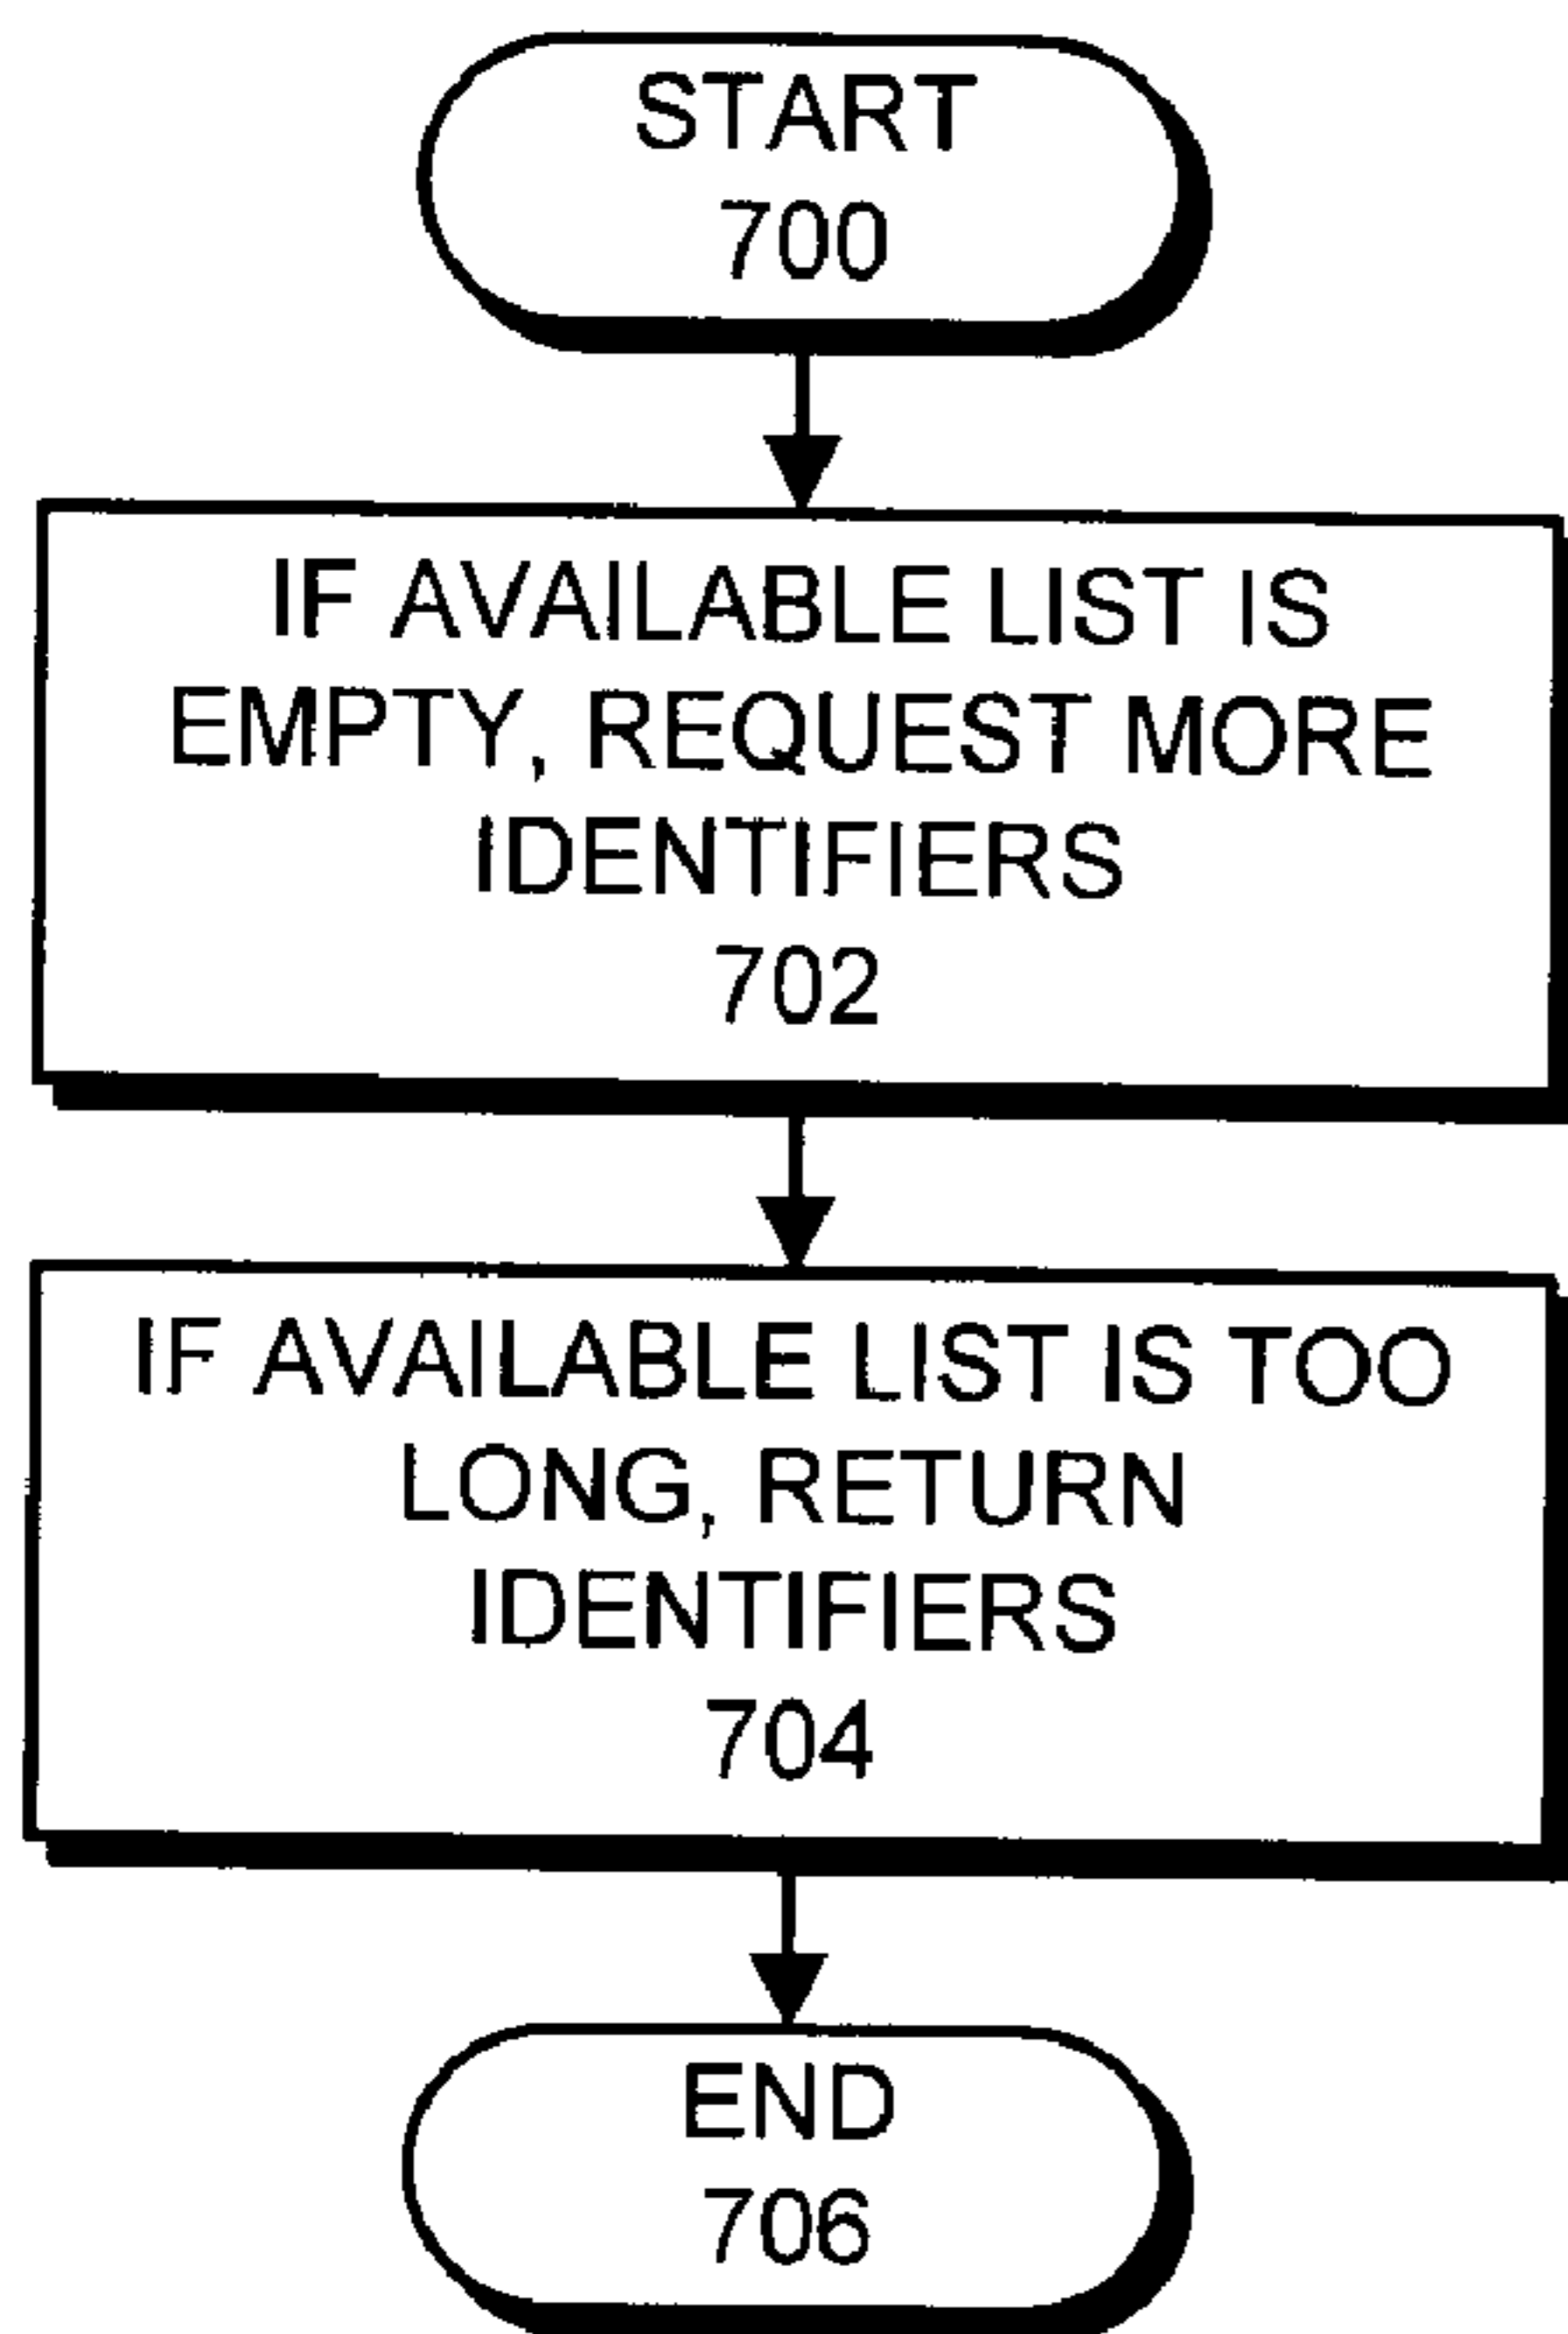 START
700
IF AVAILABLE LIST IS
EMPTY, REQUEST MORE
IDENTIFIERS
702
IF AVAILABLE LIST IS TOO
LONG, RETURN
IDENTIFIERS
704
END
706